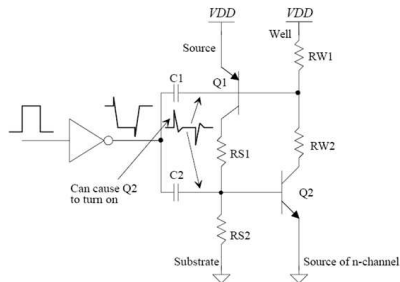 VDD
VDD
Source
Well
RW1
C1
Q1
RS1
RW2
Can cause Q2
to turn on
C2
Q2
RS2
Substrate
Source of n-channel